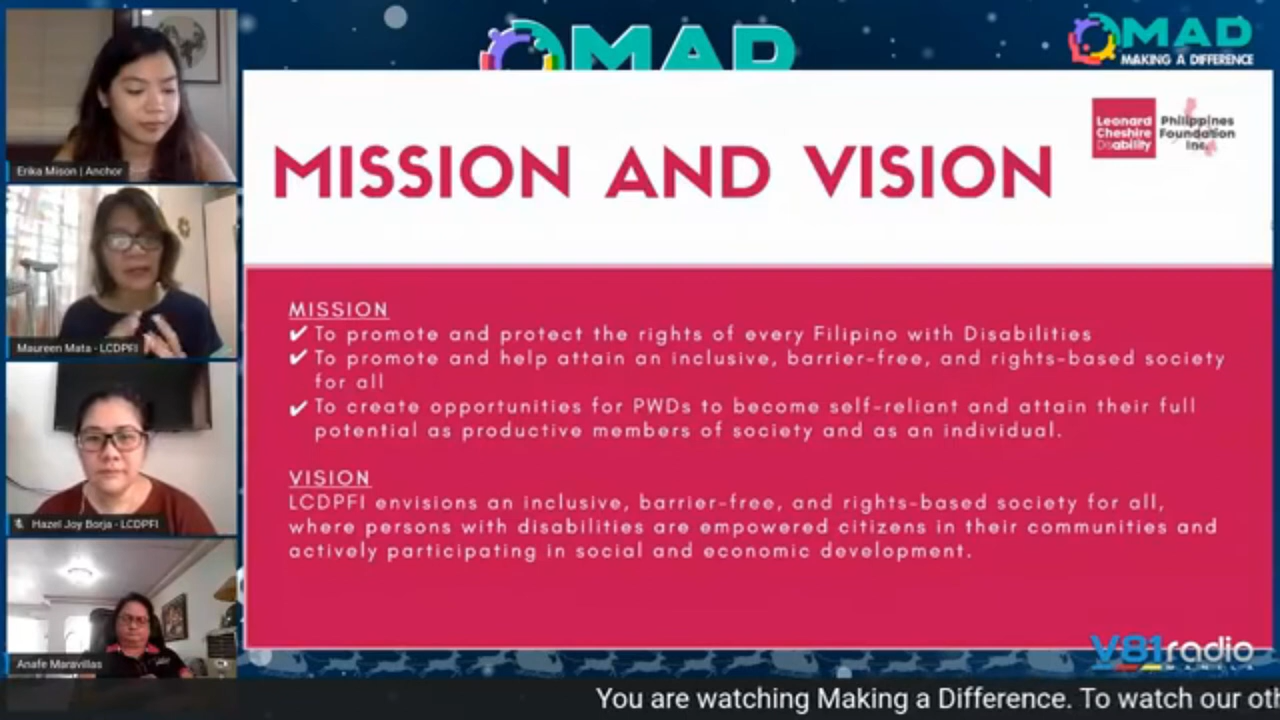 MAD
MAD
MAKING A DIFFERENCE
Leonard
Cheshire
Disability
Philippines
Foundation
Inc.
MISSION AND VISION
Erika Mison | Anchor
Maureen Mata - LCDPFI
Hazel Joy Borja - LCDPFI
Anafe Maravillas
MISSION
✔ To promote and protect the rights of every Filipino with Disabilities
✔ To promote and help attain an inclusive, barrier-free, and rights-based society
for all
✔ To create opportunities for PWDs to become self-reliant and attain their full
potential as productive members of society and as an individual.
VISION
LCDPFI envisions an inclusive, barrier-free, and rights-based society for all,
where persons with disabilities are empowered citizens in their communities and
actively participating in social and economic development.
V81radio
MANILA
You are watching Making a Difference. To watch our oth